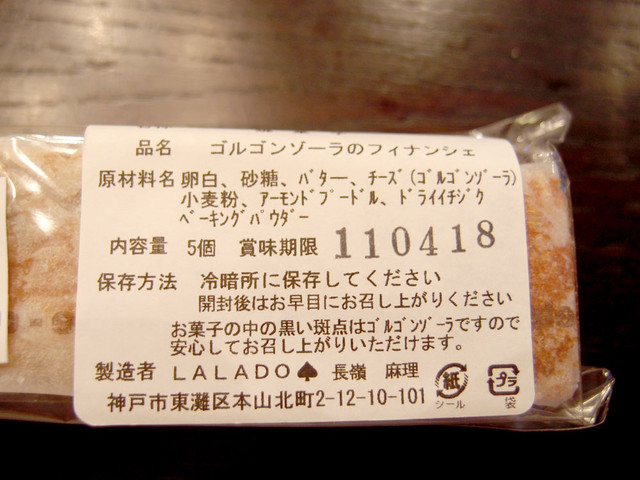 品名 ゴルゴンゾーラのフィナンシェ
原材料名 卵白、砂糖、バター、チーズ(ゴルゴンゾーラ)
小麦粉、アーモンドプードル、ドライイチジク
ベーキングパウダー
内容量 5個 賞味期限 110418
保存方法 冷暗所に保存してください
開封後はお早目にお召し上がりください
お菓子の中の黒い斑点はゴルゴンゾーラですので
安心してお召し上がりいただけます。
製造者 LALADO♠ 長嶺 麻理 紙 プラ
シール 袋
神戸市東灘区本山北町2-12-10-101